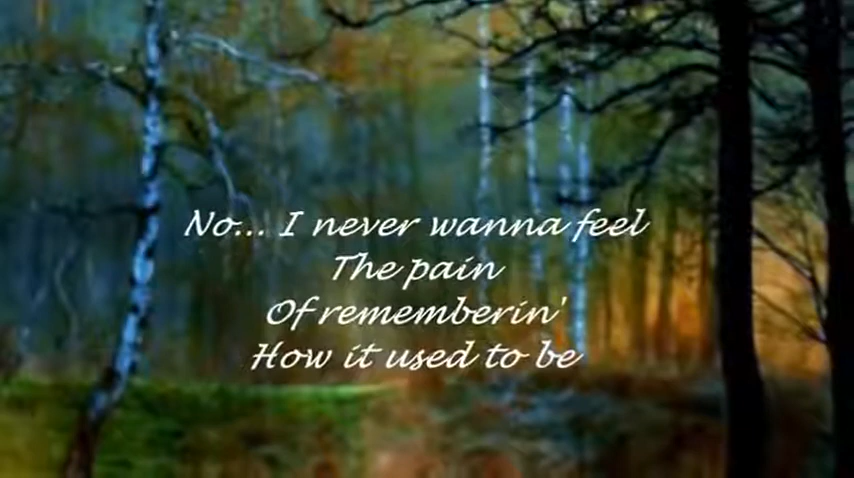 No... I never wanna feel
The pain
Of rememberin'
How it used to be